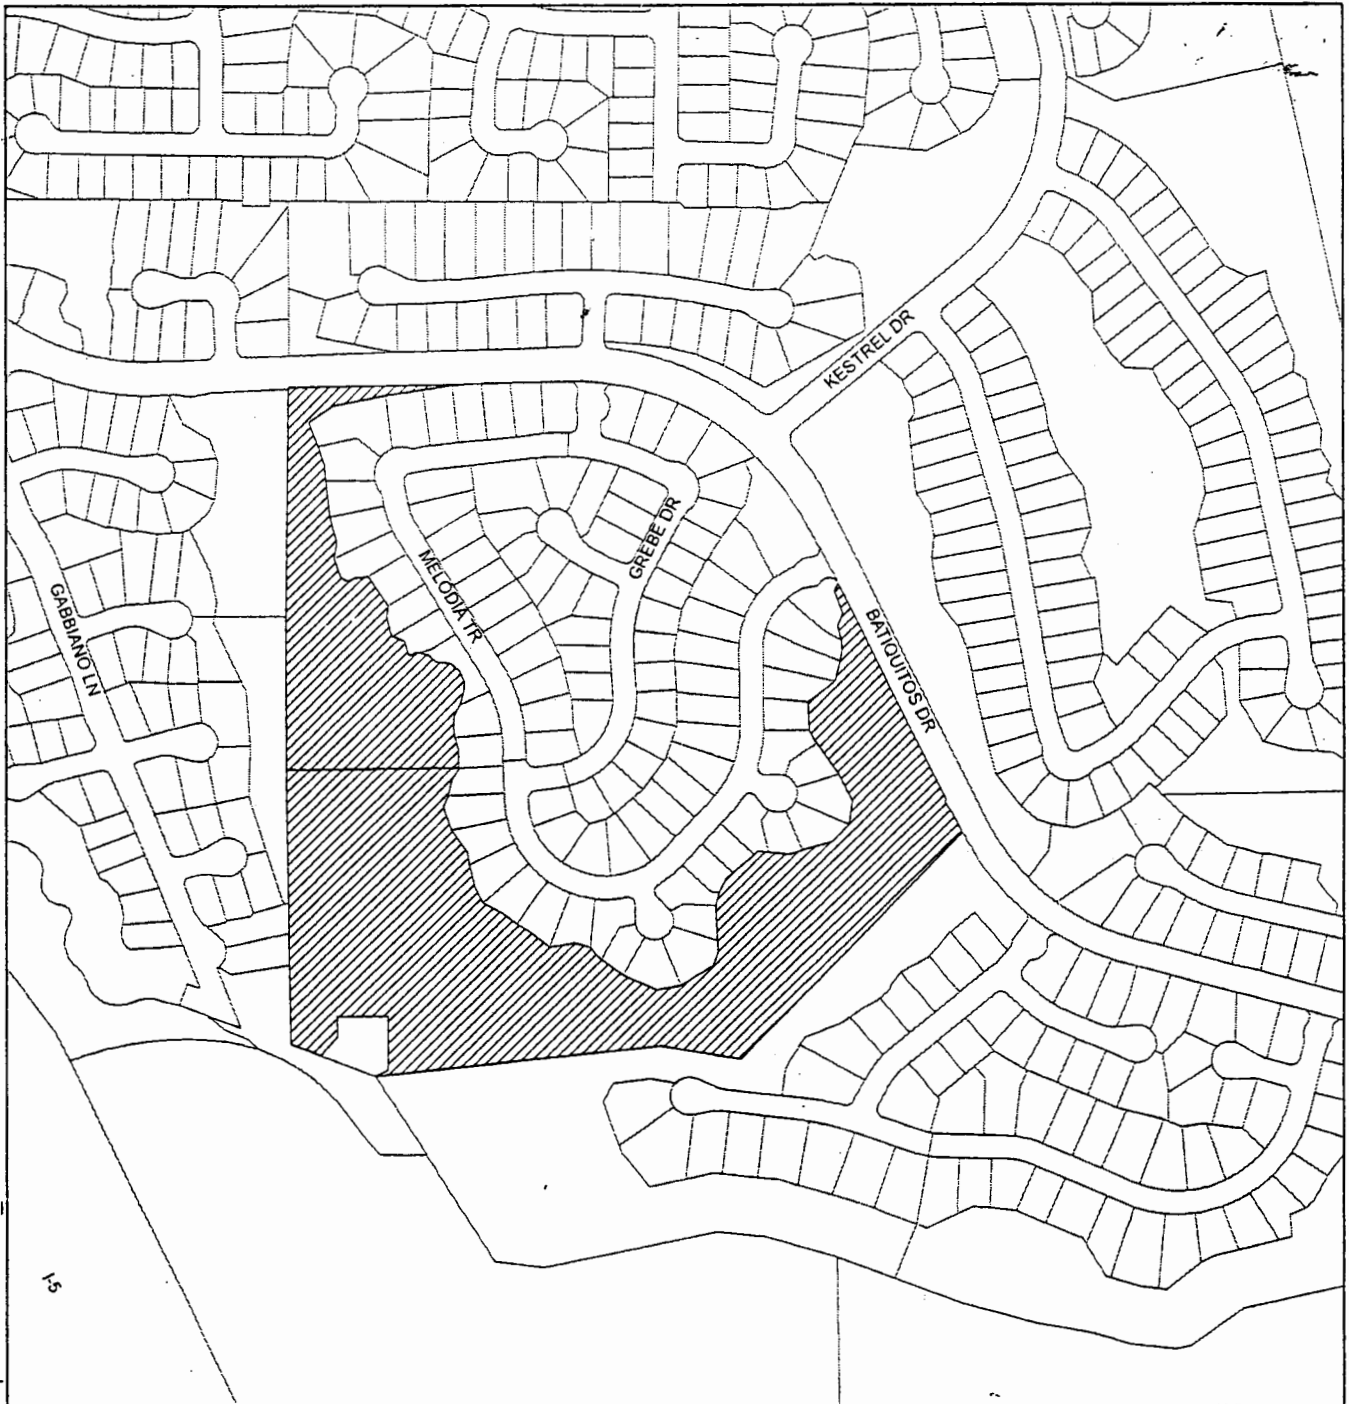 KESTREL DR
GREBE DR
MELODIA TR
GABBIANO LN
BATIQUITOS DR
I-5